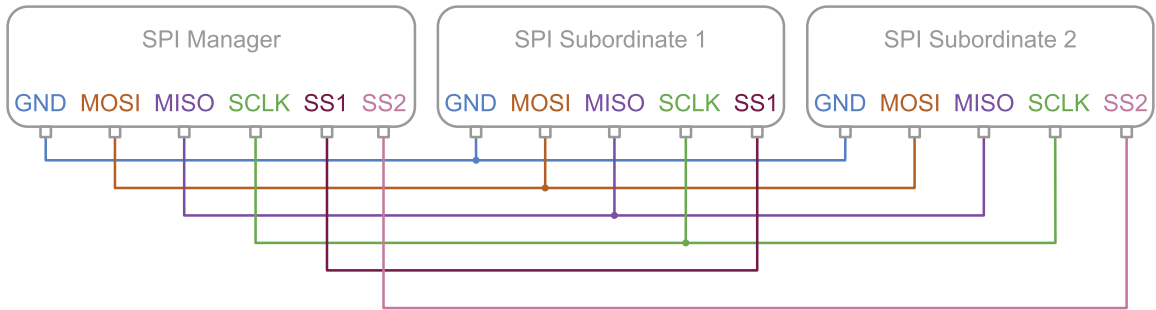 SPI Manager
GND MOSI MISO SCLK SS1 SS2
SPI Subordinate 1
GND MOSI MISO SCLK SS1
SPI Subordinate 2
GND MOSI MISO SCLK SS2